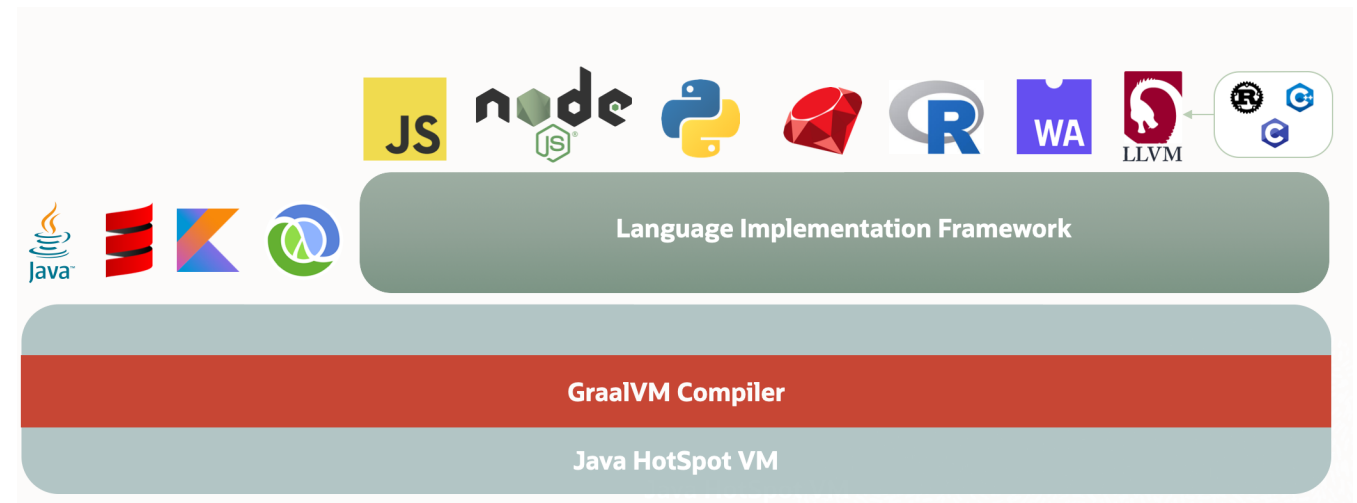 JS
node
JS
R
WA
LLVM
R
C++
C
Java
Language Implementation Framework
GraalVM Compiler
Java HotSpot VM